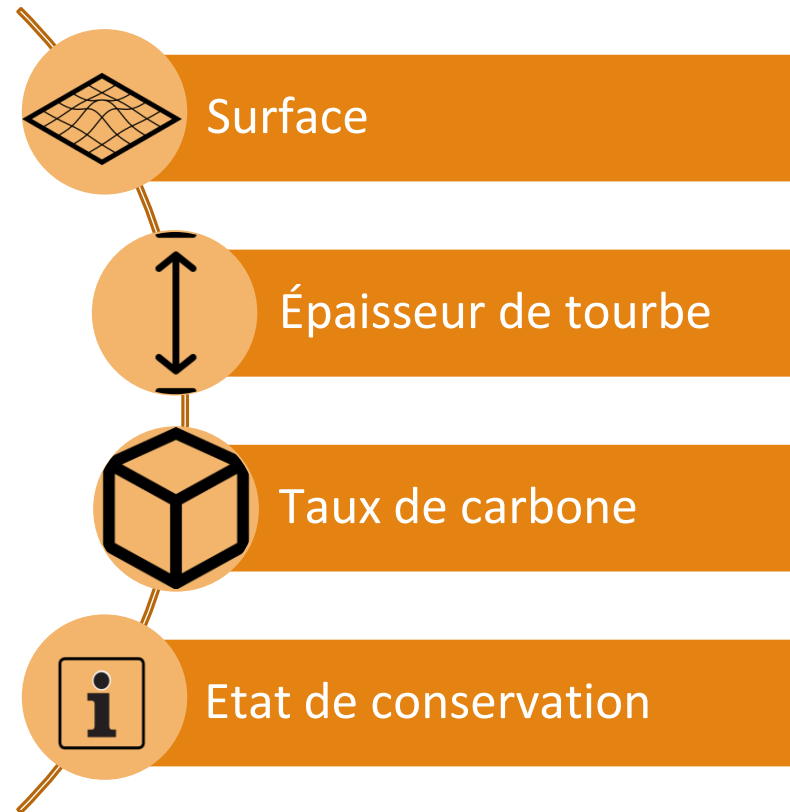 Surface
Épaisseur de tourbe
Taux de carbone
Etat de conservation